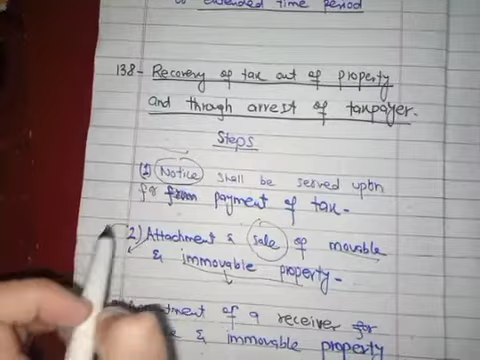 to extended time period
138- Recovery of tax out of property
and through arrest of taxpayer.
Steps
(1) Notice shall be served upon
for from payment of tax-
2) Attachment & sale of movable
& immovable property-
of a receiver for
& immovable property